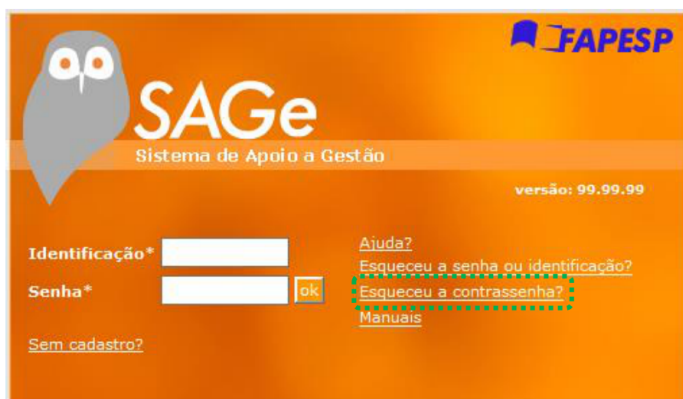 FAPESP
SAGe
Sistema de Apoio a Gestão
versão: 99.99.99
Identificação*
Senha*
ok
Sem cadastro?
Ajuda?
Esqueceu a senha ou identificação?
Esqueceu a contrassenha?
Manuais